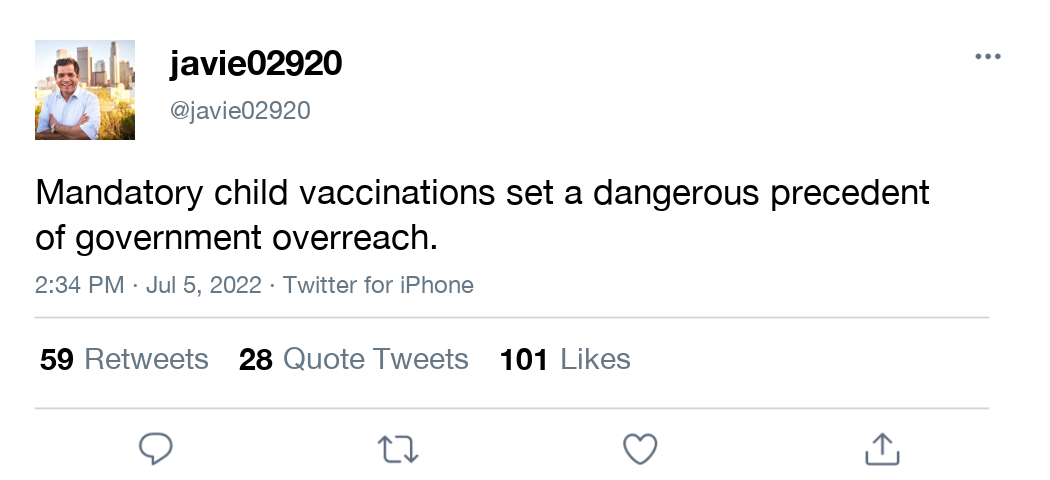 javie02920
@javie02920
Mandatory child vaccinations set a dangerous precedent
of government overreach.
2:34 PM · Jul 5, 2022 · Twitter for iPhone
59 Retweets 28 Quote Tweets 101 Likes